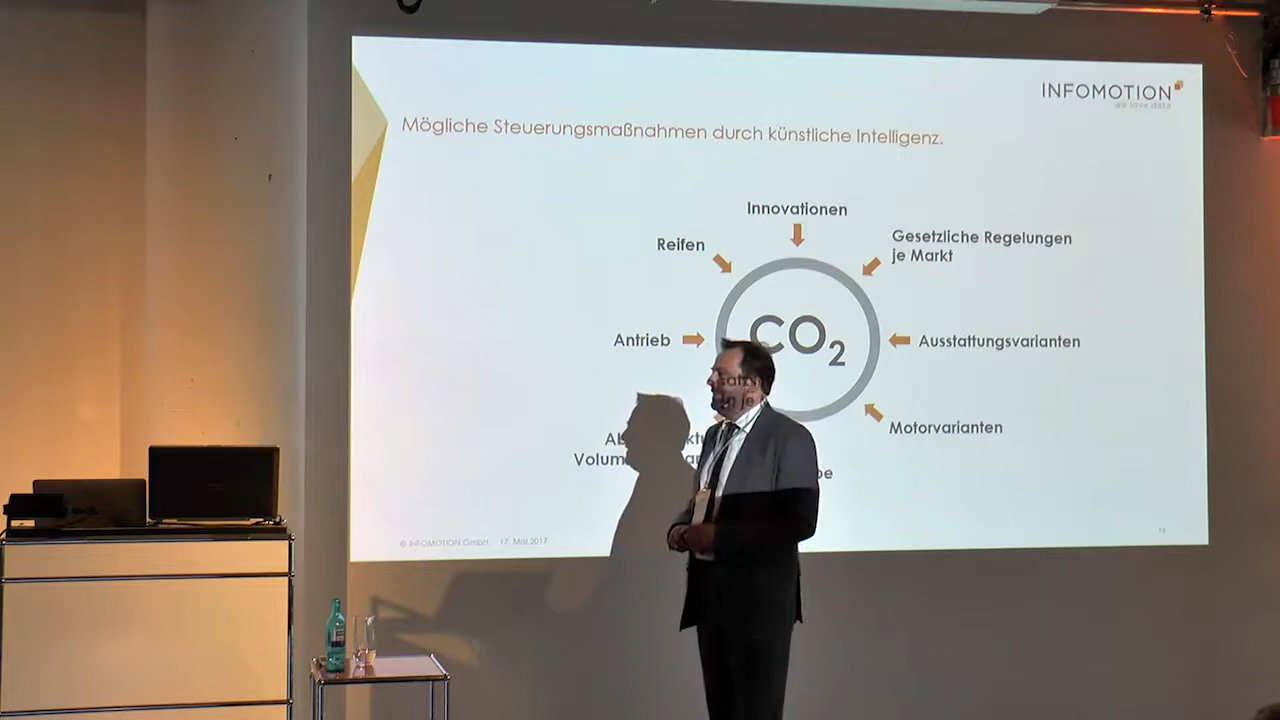 INFOMOTION
we love data
Mögliche Steuerungsmaßnahmen durch künstliche Intelligenz.
Innovationen
Reifen
Gesetzliche Regelungen
je Markt
CO2
Antrieb
Ausstattungsvarianten
Motorvarianten
© INFOMOTION GmbH 17. Mai 2017
16